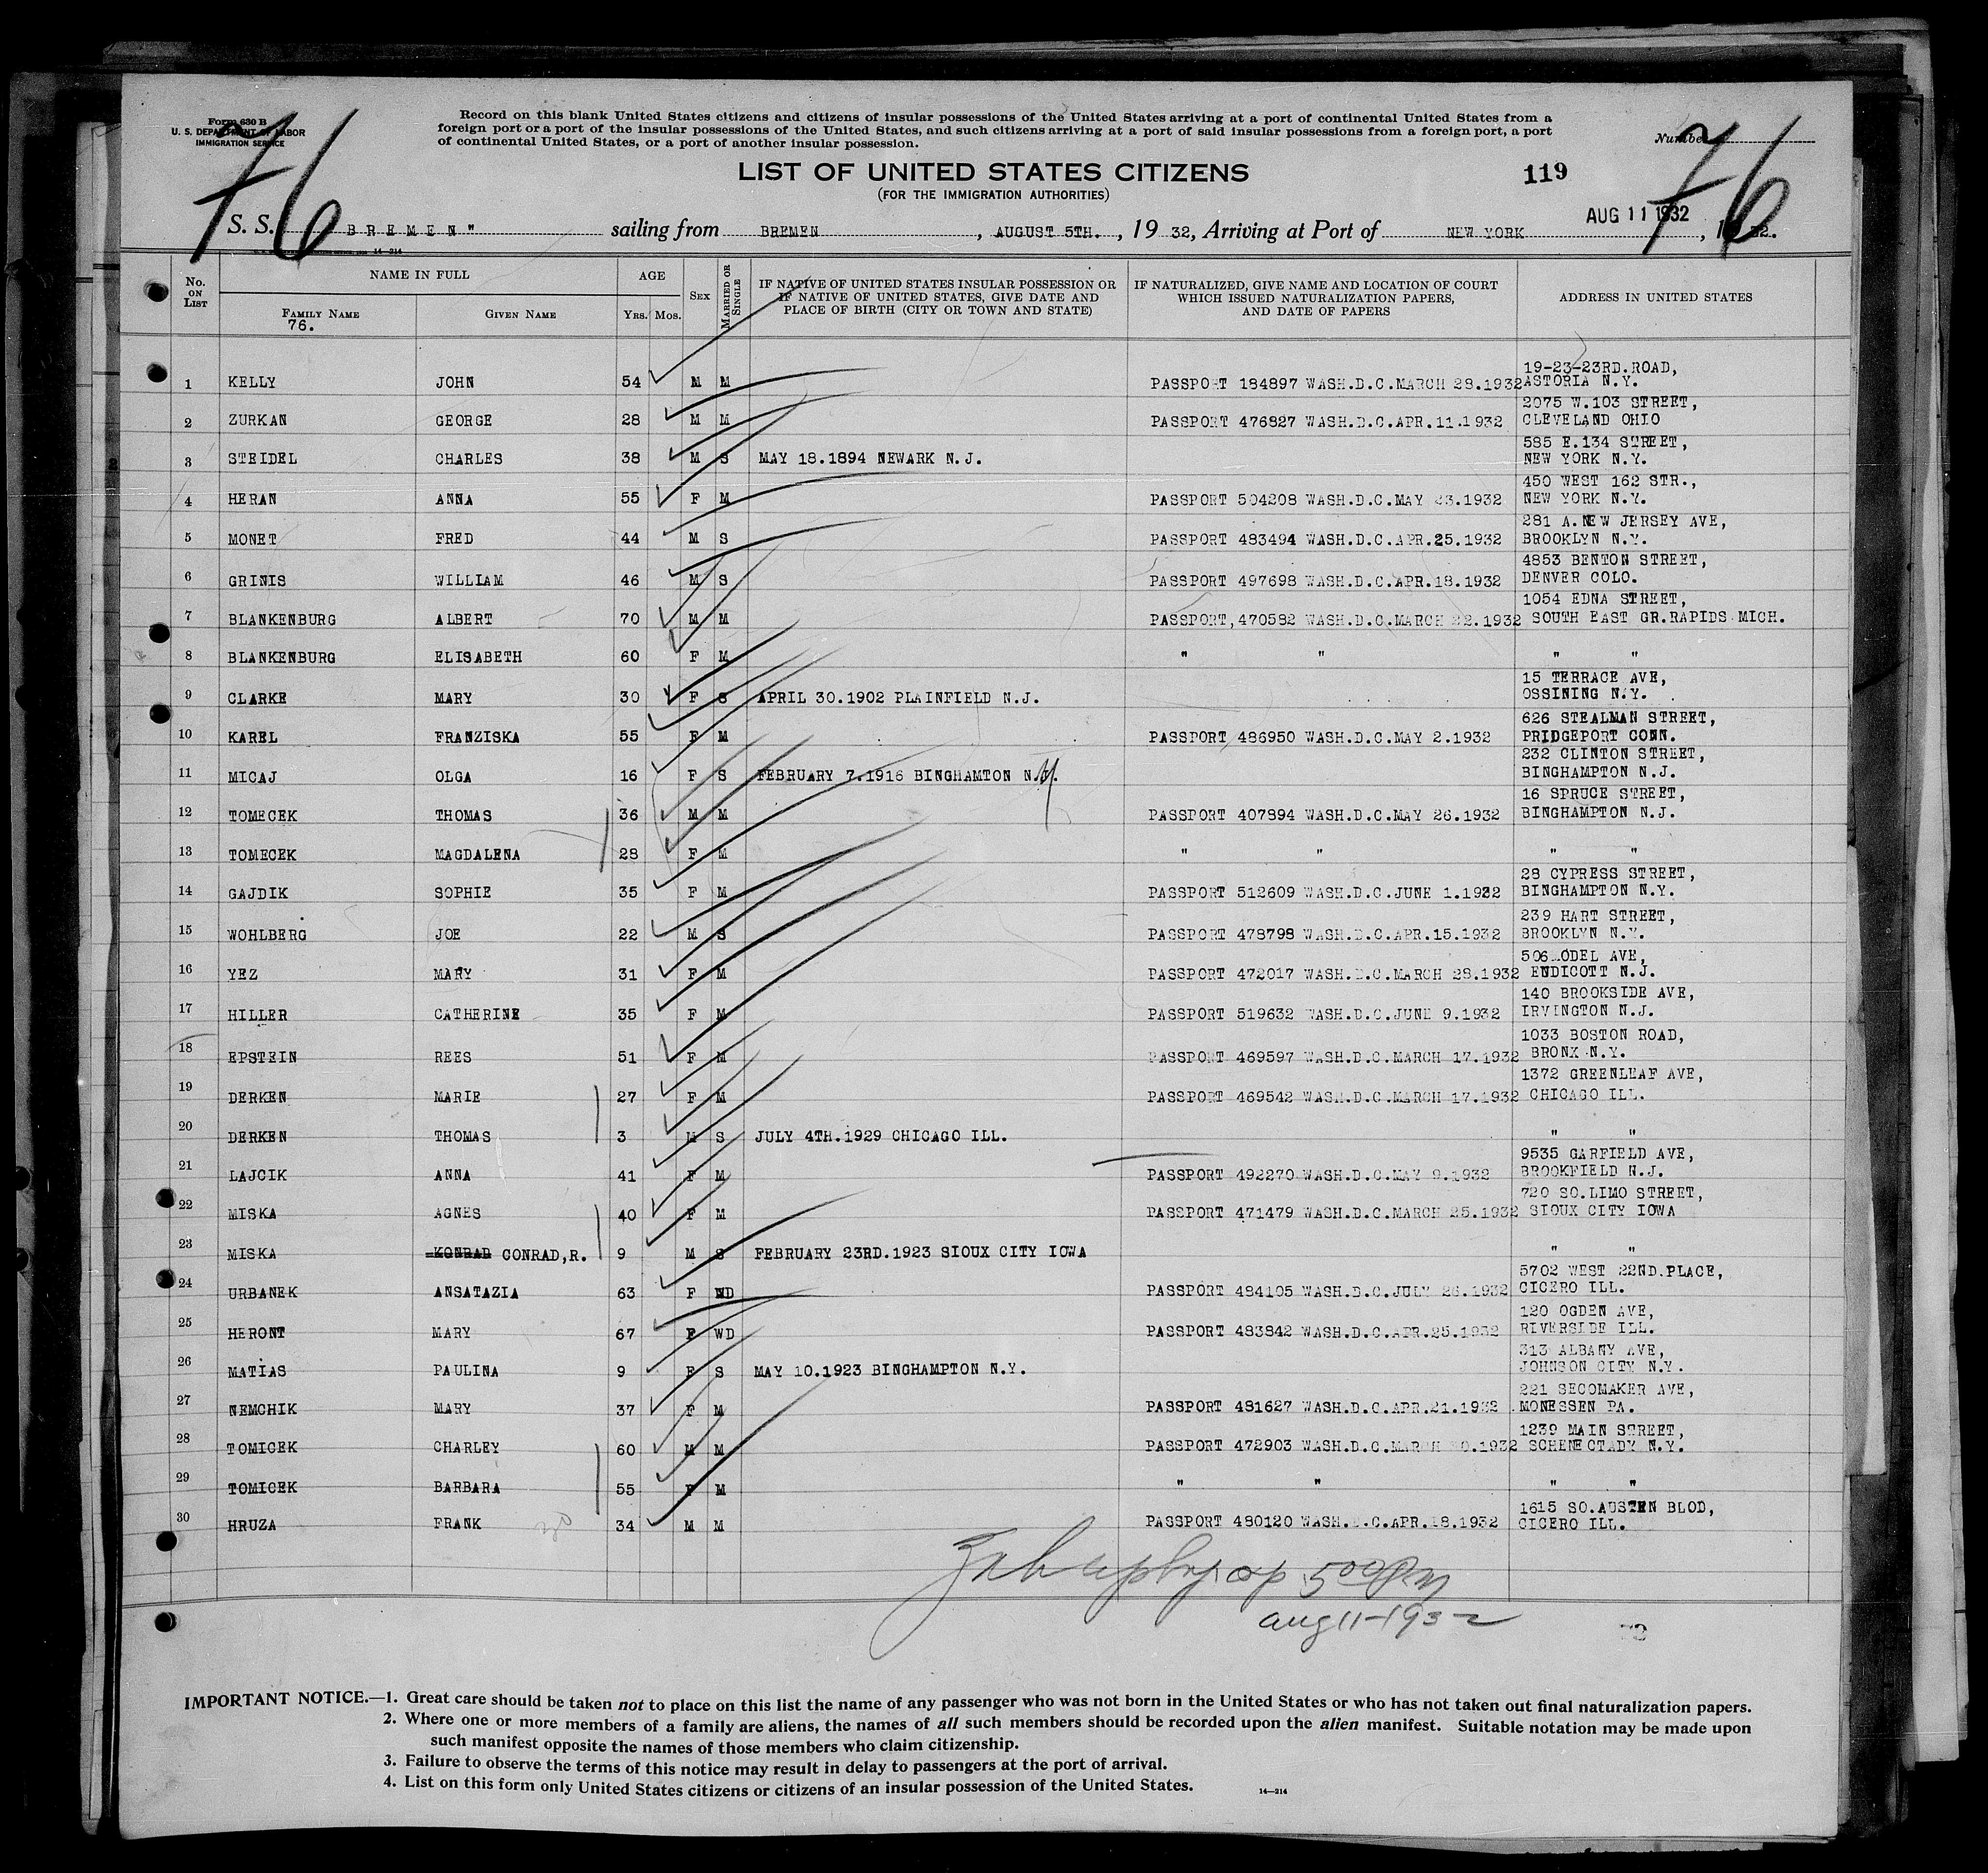 Form 630 B
U. S. DEPARTMENT OF LABOR
IMMIGRATION SERVICE
76
Record on this blank United States citizens and citizens of insular possessions of the United States arriving at a port of continental United States from a
foreign port or a port of the insular possessions of the United States, and such citizens arriving at a port of said insular possessions from a foreign port, a port
of continental United States, or a port of another insular possession.
Number
76
LIST OF UNITED STATES CITIZENS
119
(FOR THE IMMIGRATION AUTHORITIES)
AUG 11 1932
S. S. BREMEN" sailing from BREMEN, AUGUST 5TH., 19 32, Arriving at Port of NEW YORK, 19 32.
14-214
No. ON LIST
NAME IN FULL
FAMILY NAME
76.
GIVEN NAME
AGE
YRS. MOS.
SEX
MARRIED OR SINGLE
IF NATIVE OF UNITED STATES INSULAR POSSESSION OR
IF NATIVE OF UNITED STATES, GIVE DATE AND
PLACE OF BIRTH (CITY OR TOWN AND STATE)
IF NATURALIZED, GIVE NAME AND LOCATION OF COURT
WHICH ISSUED NATURALIZATION PAPERS,
AND DATE OF PAPERS
ADDRESS IN UNITED STATES
19-23-23RD.ROAD,
1 KELLY JOHN 54 M M PASSPORT 184897 WASH.D.C.MARCH 28.1932 ASTORIA N.Y.
2075 W.103 STREET,
2 ZURKAN GEORGE 28 M M PASSPORT 476827 WASH.D.C.APR.11.1932 CLEVELAND OHIO
585 E.134 STREET,
3 STEIDEL CHARLES 38 M S MAY 18.1894 NEWARK N.J. NEW YORK N.Y.
450 WEST 162 STR.,
4 HERAN ANNA 55 F M PASSPORT 504208 WASH.D.C.MAY 23.1932 NEW YORK N.Y.
281 A.NEW JERSEY AVE,
5 MONET FRED 44 M S PASSPORT 483494 WASH.D.C.APR.25.1932 BROOKLYN N.Y.
4853 BENTON STREET,
6 GRINIS WILLIAM 46 M S PASSPORT 497698 WASH.D.C.APR.18.1932 DENVER COLO.
1054 EDNA STREET,
7 BLANKENBURG ALBERT 70 M M PASSPORT,470582 WASH.D.C.MARCH 22.1932 SOUTH EAST GR.RAPIDS MICH.
8 BLANKENBURG ELISABETH 60 F M " " " "
15 TERRACE AVE,
9 CLARKE MARY 30 F S APRIL 30.1902 PLAINFIELD N.J. OSSINING N.Y.
626 STEALMAN STREET,
10 KAREL FRANZISKA 55 F M PASSPORT 486950 WASH.D.C.MAY 2.1932 PRIDGEPORT CONN.
232 CLINTON STREET,
11 MICAJ OLGA 16 F S FEBRUARY 7.1916 BINGHAMTON N.Y. BINGHAMPTON N.J.
16 SPRUCE STREET,
12 TOMECEK THOMAS 36 M M PASSPORT 407894 WASH.D.C.MAY 26.1932 BINGHAMPTON N.J.
13 TOMECEK MAGDALENA 28 F M " " " "
28 CYPRESS STREET,
14 GAJDIK SOPHIE 35 F M PASSPORT 512609 WASH.D.C.JUNE 1.1932 BINGHAMPTON N.Y.
239 HART STREET,
15 WOHLBERG JOE 22 M S PASSPORT 478798 WASH.D.C.APR.15.1932 BROOKLYN N.Y.
506 ODEL AVE,
16 YEZ MARY 31 F M PASSPORT 472017 WASH.D.C.MARCH 28.1932 ENDICOTT N.J.
140 BROOKSIDE AVE,
17 HILLER CATHERINE 35 F M PASSPORT 519632 WASH.D.C.JUNE 9.1932 IRVINGTON N.J.
1033 BOSTON ROAD,
18 EPSTEIN REES 51 F M PASSPORT 469597 WASH.D.C.MARCH 17.1932 BRONX N.Y.
1372 GREENLEAF AVE,
19 DERKEN MARIE 27 F M PASSPORT 469542 WASH.D.C.MARCH 17.1932 CHICAGO ILL.
20 DERKEN THOMAS 3 M S JULY 4TH.1929 CHICAGO ILL. " "
9535 GARFIELD AVE,
21 LAJCIK ANNA 41 F M PASSPORT 492270 WASH.D.C.MAY 9.1932 BROOKFIELD N.J.
720 SO.LIMO STREET,
22 MISKA AGNES 40 F M PASSPORT 471479 WASH.D.C.MARCH 25.1932 SIOUX CITY IOWA
23 MISKA KONRAD CONRAD,R. 9 M S FEBRUARY 23RD.1923 SIOUX CITY IOWA " "
5702 WEST 22ND.PLACE,
24 URBANEK ANSATAZIA 63 F WD PASSPORT 484105 WASH.D.C.JULY 26.1932 CICERO ILL.
120 OGDEN AVE,
25 HERONT MARY 67 F WD PASSPORT 483842 WASH.D.C.APR.25.1932 RIVERSIDE ILL.
313 ALBANY AVE,
26 MATIAS PAULINA 9 F S MAY 10.1923 BINGHAMPTON N.Y. JOHNSON CITY N.Y.
221 SECOMAKER AVE,
27 NEMCHIK MARY 37 F M PASSPORT 481627 WASH.D.C.APR.21.1932 MONESSEN PA.
1239 MAIN STREET,
28 TOMICEK CHARLEY 60 M M PASSPORT 472903 WASH.D.C.MARCH 30.1932 SCHENECTADY N.Y.
29 TOMICEK BARBARA 55 F M " " " "
1615 SO.AUSTEN BLOD,
30 HRUZA FRANK 34 M M PASSPORT 480120 WASH.D.C.APR.18.1932 CICERO ILL.
30
500 PM
Aug 11-1932
IMPORTANT NOTICE.—1. Great care should be taken not to place on this list the name of any passenger who was not born in the United States or who has not taken out final naturalization papers.
2. Where one or more members of a family are aliens, the names of all such members should be recorded upon the alien manifest. Suitable notation may be made upon
such manifest opposite the names of those members who claim citizenship.
3. Failure to observe the terms of this notice may result in delay to passengers at the port of arrival.
4. List on this form only United States citizens or citizens of an insular possession of the United States.
14—214